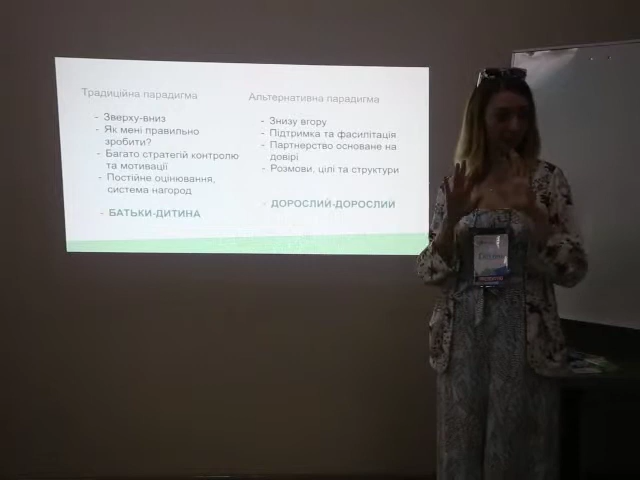 Традиційна парадигма
- Зверху-вниз
- Як мені правильно
зробити?
- Багато стратегій контролю
та мотивації
- Постійне оцінювання,
система нагород
- БАТЬКИ-ДИТИНА
Альтернативна парадигма
- Знизу вгору
- Підтримка та фасилітація
- Партнерство основане на
довірі
- Розмови, цілі та структури
- ДОРОСЛИЙ-ДОРОСЛИЙ